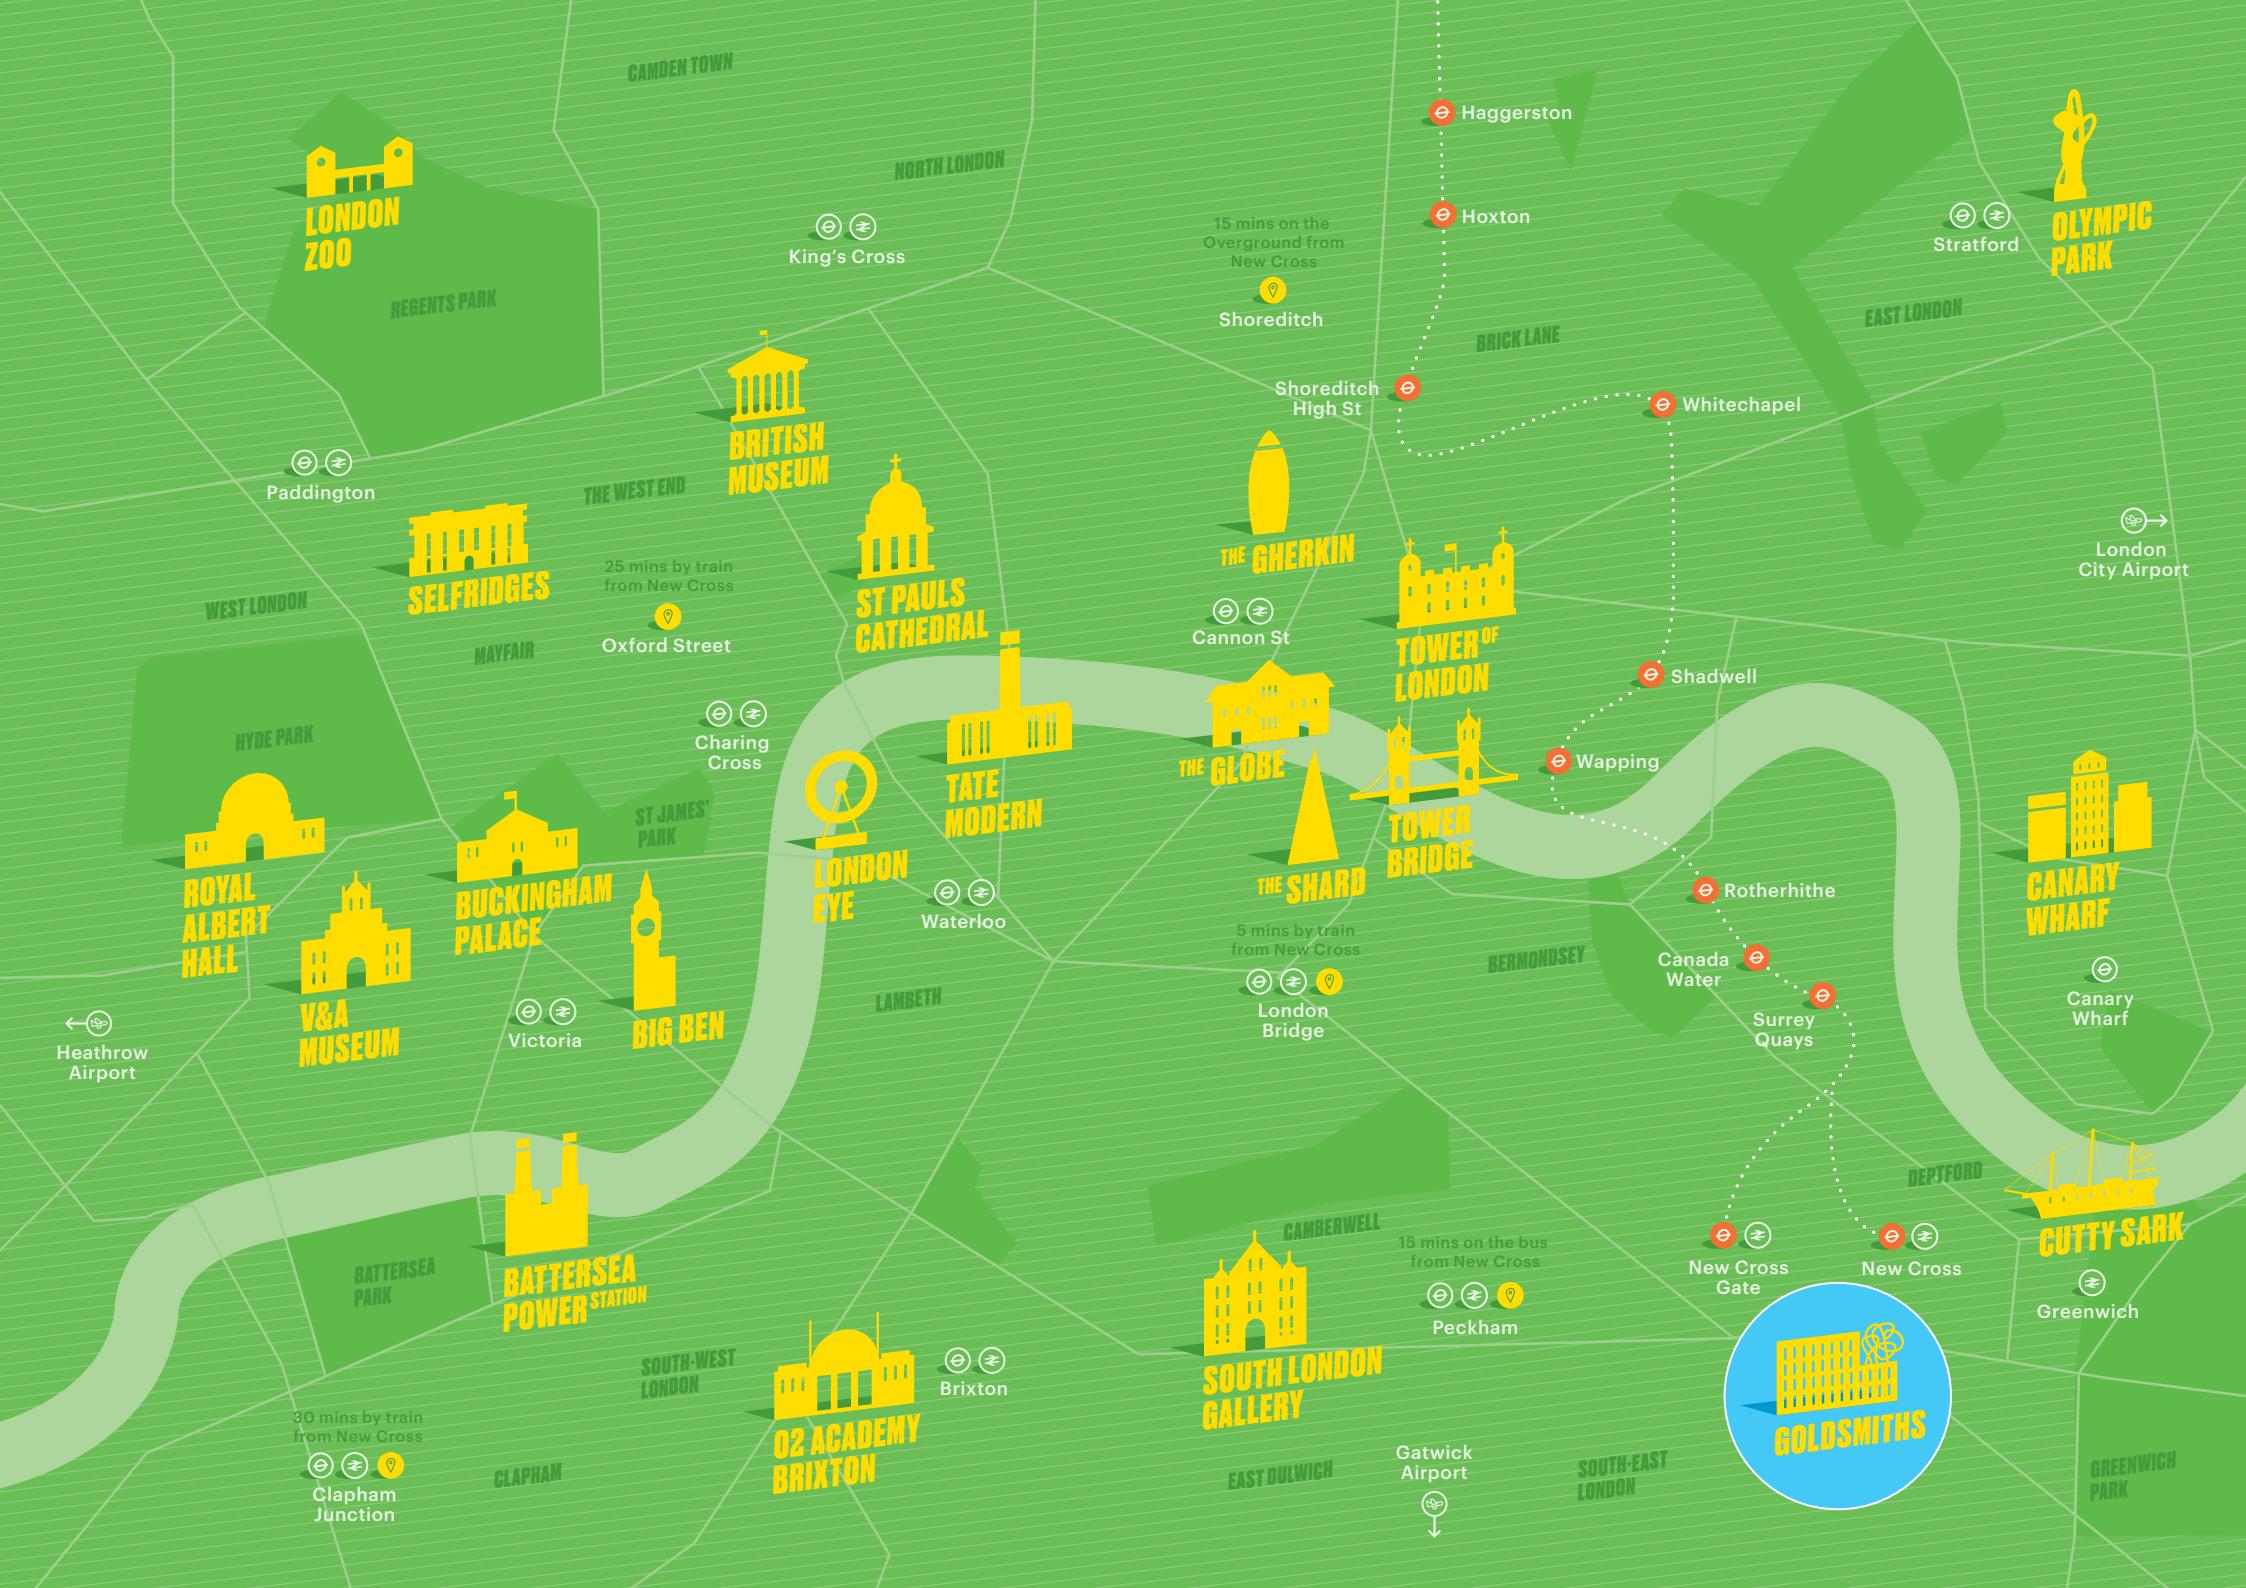 CAMDEN TOWN
Haggerston
NORTH LONDON
LONDON
ZOO
Hoxton
15 mins on the
Overground from
New Cross
Shoreditch
King's Cross
Stratford
OLYMPIC
PARK
REGENTS PARK
EAST LONDON
BRICK LANE
Shoreditch
High St
Whitechapel
BRITISH
MUSEUM
Paddington
THE WEST END
THE GHERKIN
London
City Airport
SELFRIDGES
25 mins by train
from New Cross
Oxford Street
WEST LONDON
MAYFAIR
ST PAULS
CATHEDRAL
Cannon St
TOWER OF
LONDON
Shadwell
HYDE PARK
Charing
Cross
TATE
MODERN
THE GLOBE
Wapping
ST JAMES'
PARK
TOWER
BRIDGE
ROYAL
ALBERT
HALL
BUCKINGHAM
PALACE
LONDON
EYE
Waterloo
THE SHARD
Rotherhithe
CANARY
WHARF
5 mins by train
from New Cross
London
Bridge
BERMONDSEY
Canada
Water
Surrey
Quays
Canary
Wharf
V&A
MUSEUM
Victoria
BIG BEN
LAMBETH
Heathrow
Airport
DEPTFORD
CUTTY SARK
BATTERSEA
PARK
BATTERSEA
POWER STATION
CAMBERWELL
15 mins on the bus
from New Cross
Peckham
New Cross
Gate
New Cross
Greenwich
SOUTH-WEST
LONDON
Brixton
SOUTH LONDON
GALLERY
GOLDSMITHS
30 mins by train
from New Cross
Clapham
Junction
CLAPHAM
O2 ACADEMY
BRIXTON
EAST DULWICH
Gatwick
Airport
SOUTH-EAST
LONDON
GREENWICH
PARK